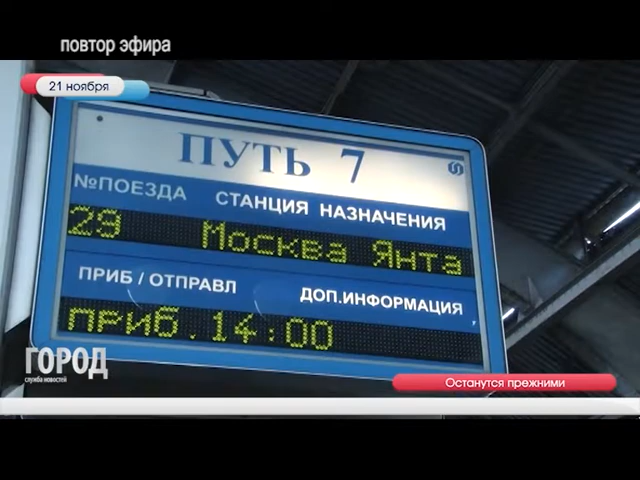 повтор эфира
21 ноября
ПУТЬ 7
№ПОЕЗДА СТАНЦИЯ НАЗНАЧЕНИЯ
29 Москва Янта
ПРИБ / ОТПРАВЛ ДОП.ИНФОРМАЦИЯ
приб. 14:00
ГОРОД
служба новостей
Останутся прежними